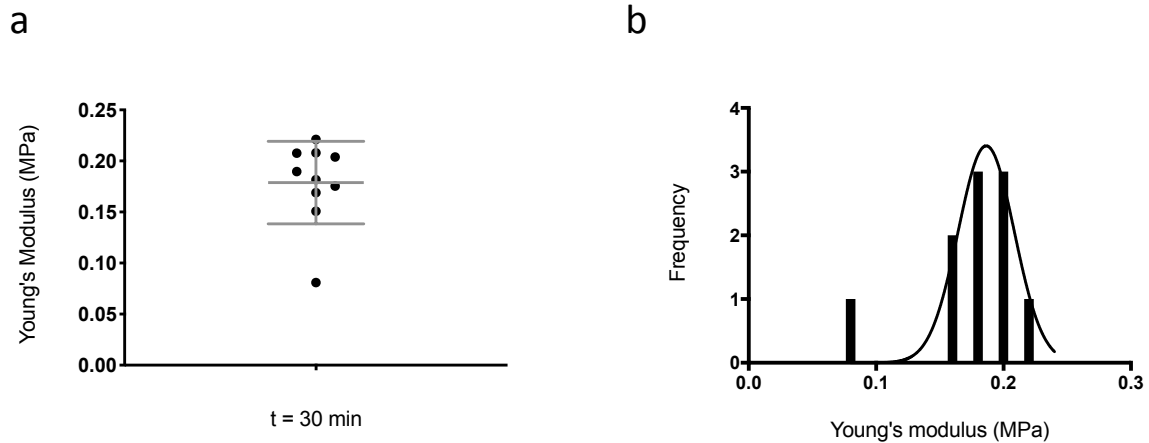 a
Young's Modulus (MPa)
0.25
0.20
0.15
0.10
0.05
0.00
t = 30 min
b
Frequency
4
3
2
1
0
0.0 0.1 0.2 0.3
Young's modulus (MPa)